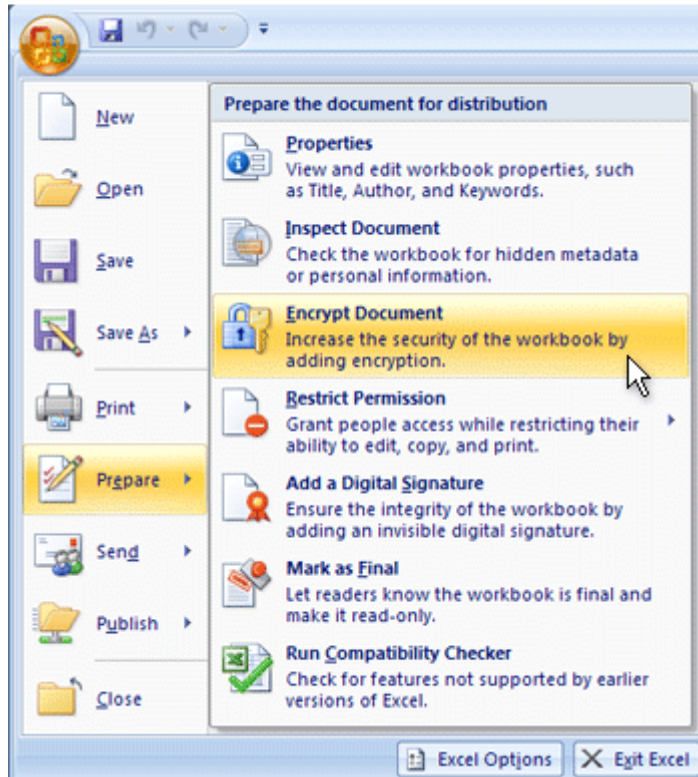 New
Open
Save
Save As
Print
Prepare
Send
Publish
Close
Prepare the document for distribution
Properties
View and edit workbook properties, such
as Title, Author, and Keywords.
Inspect Document
Check the workbook for hidden metadata
or personal information.
Encrypt Document
Increase the security of the workbook by
adding encryption.
Restrict Permission
Grant people access while restricting their
ability to edit, copy, and print.
Add a Digital Signature
Ensure the integrity of the workbook by
adding an invisible digital signature.
Mark as Final
Let readers know the workbook is final and
make it read-only.
Run Compatibility Checker
Check for features not supported by earlier
versions of Excel.
Excel Options
Exit Excel